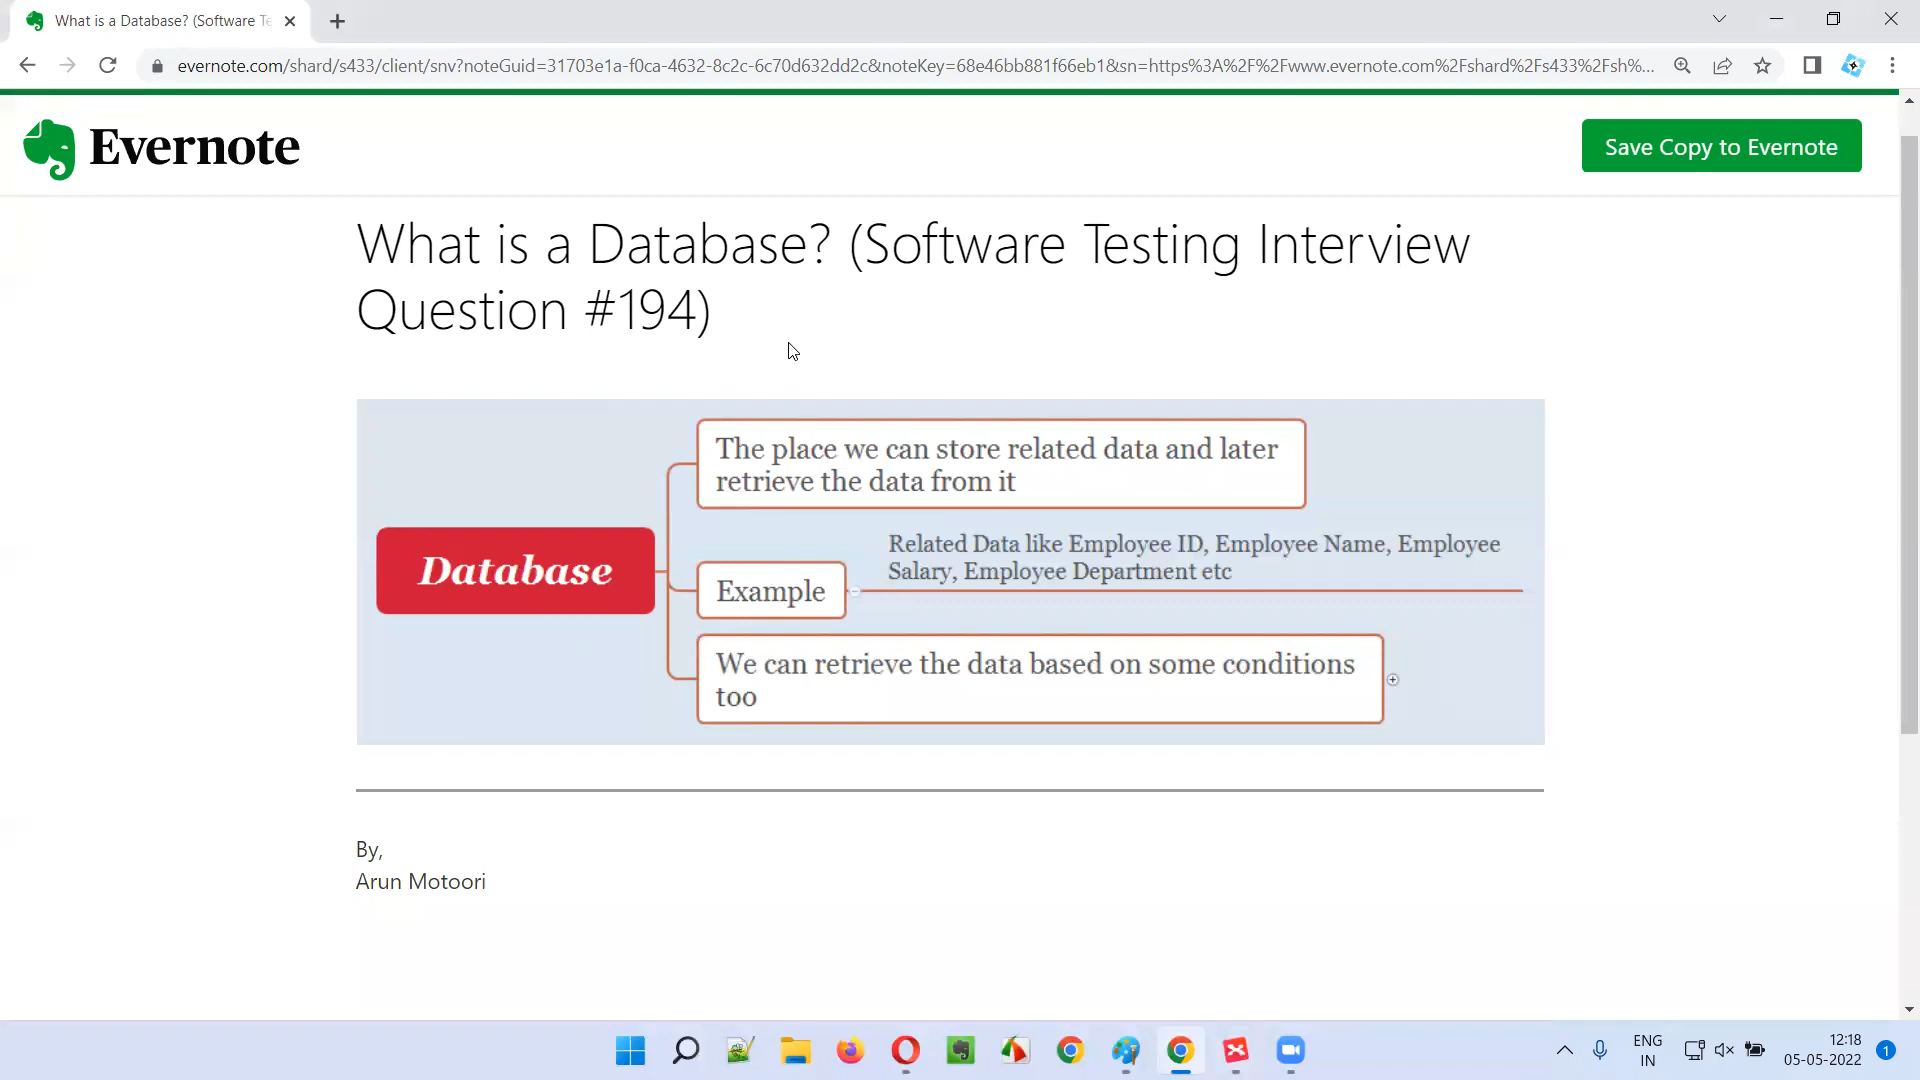 What is a Database? (Software Te
evernote.com/shard/s433/client/snv?noteGuid=31703e1a-f0ca-4632-8c2c-6c70d632dd2c&noteKey=68e46bb881f66eb1&sn=https%3A%2F%2Fwww.evernote.com%2Fshard%2Fs433%2Fsh%...
Evernote
Save Copy to Evernote
What is a Database? (Software Testing Interview
Question #194)
The place we can store related data and later
retrieve the data from it
Database
Example
Related Data like Employee ID, Employee Name, Employee
Salary, Employee Department etc
We can retrieve the data based on some conditions
too
By,
Arun Motoori
ENG
IN
12:18
05-05-2022
1